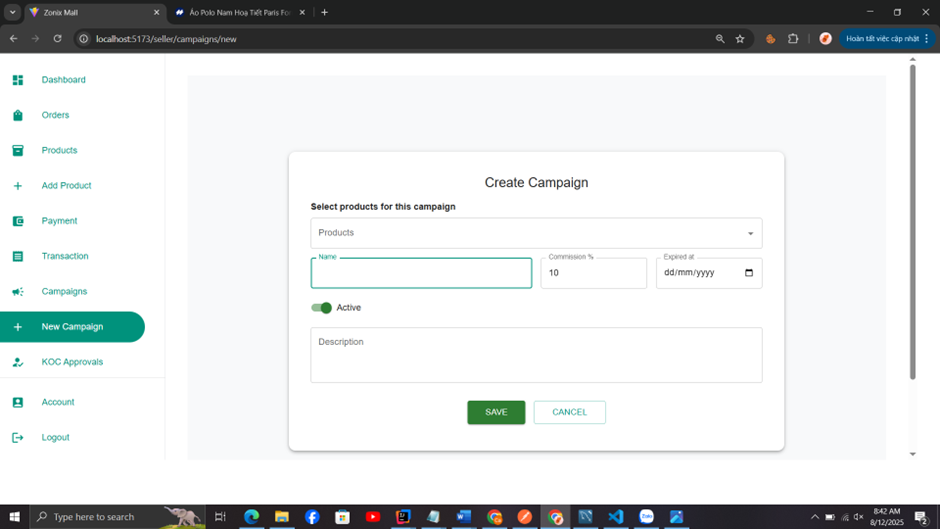 Zonix Mall
Áo Polo Nam Hoạ Tiết Paris For
localhost:5173/seller/campaigns/new
Hoàn tất việc cập nhật
Dashboard
Orders
Products
Add Product
Payment
Transaction
Campaigns
New Campaign
KOC Approvals
Account
Logout
Create Campaign
Select products for this campaign
Products
Name
Commission %
Expired at
10
dd/mm/yyyy
Active
Description
SAVE
CANCEL
Type here to search
8:42 AM
8/12/2025